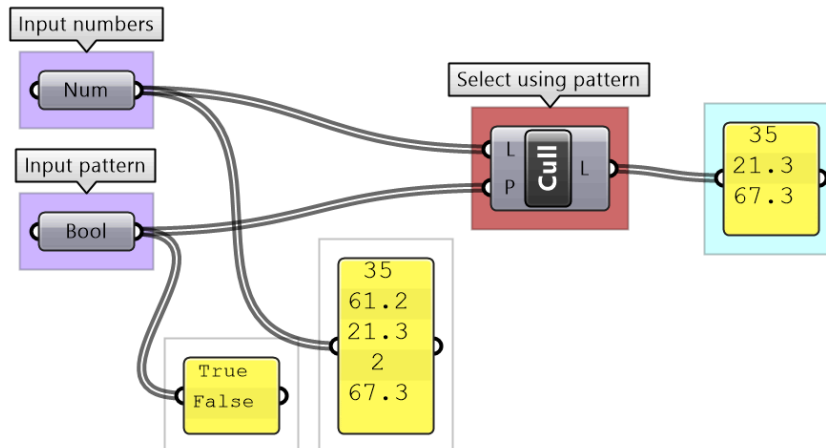 Input numbers
Num
Select using pattern
L
P
Cull
L
35
21.3
67.3
Input pattern
Bool
35
61.2
21.3
2
67.3
True
False